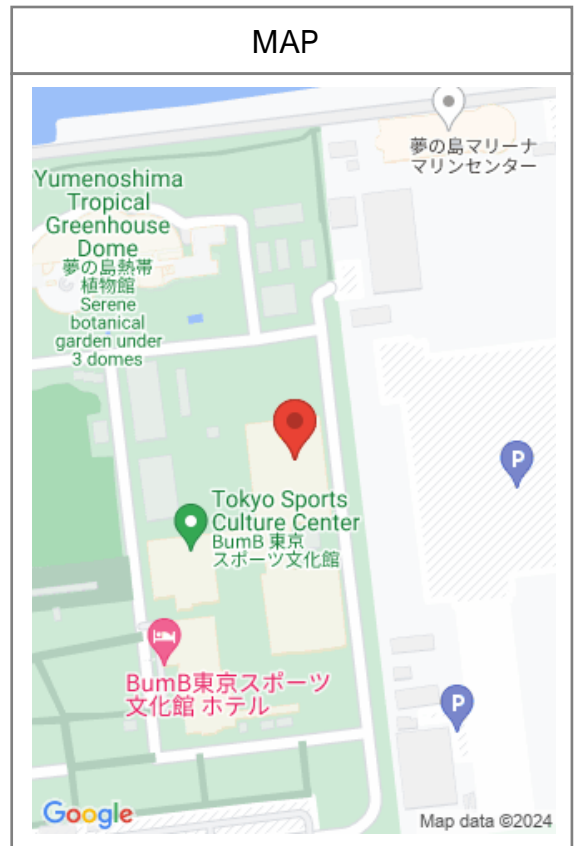 MAP
夢の島マリーナ
マリンセンター
Yumenoshima
Tropical
Greenhouse
Dome
夢の島熱帯
植物館
Serene
botanical
garden under
3 domes
P
Tokyo Sports
Culture Center
BumB 東京
スポーツ文化館
BumB東京スポーツ
文化館 ホテル
P
Google
Map data ©2024